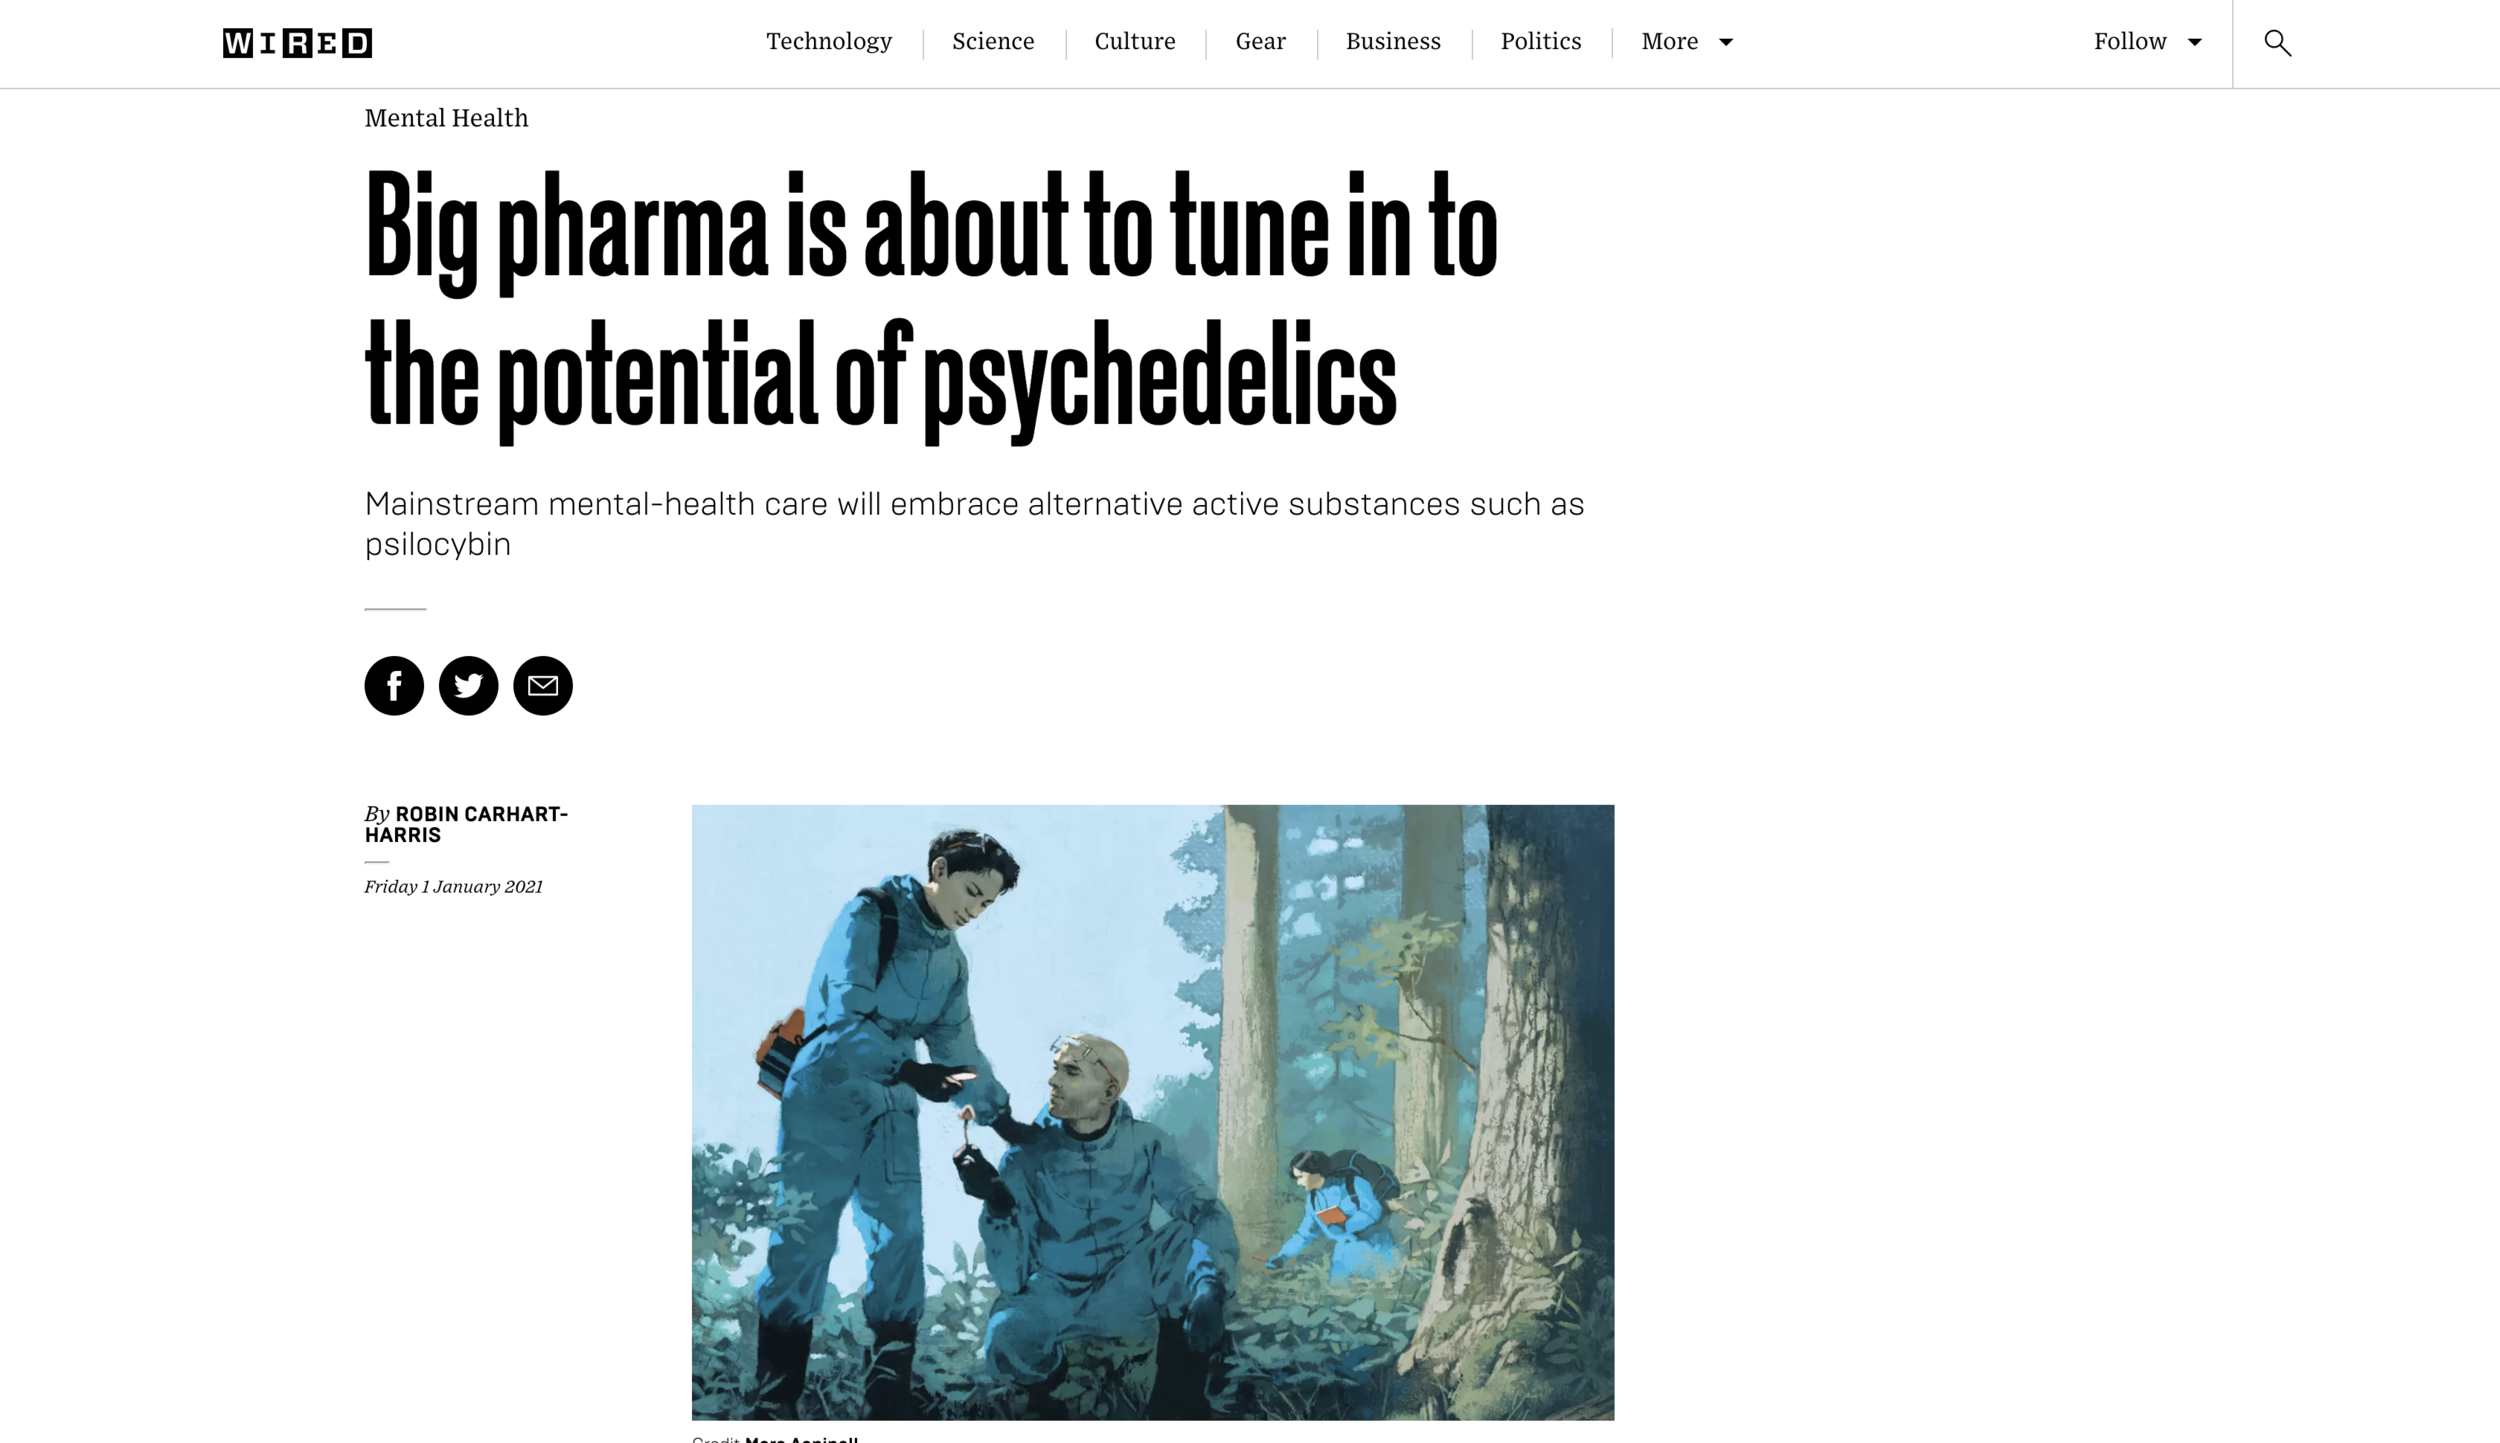 WIRED
Technology
Science
Culture
Gear
Business
Politics
More
Follow
Mental Health
Big pharma is about to tune in to
the potential of psychedelics
Mainstream mental-health care will embrace alternative active substances such as
psilocybin
By ROBIN CARHART-
HARRIS
Friday 1 January 2021
Credit Marc Aspinall